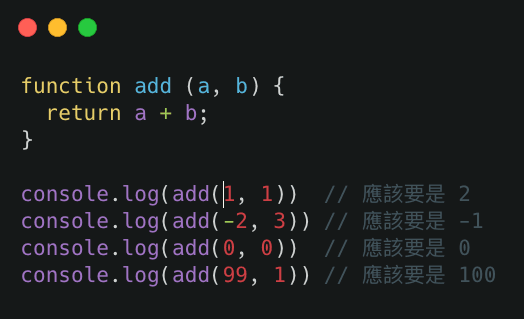 function add (a, b) {
  return a + b;
}
console.log(add(1, 1))  // 應該要是 2
console.log(add(-2, 3)) // 應該要是 -1
console.log(add(0, 0))  // 應該要是 0
console.log(add(99, 1)) // 應該要是 100